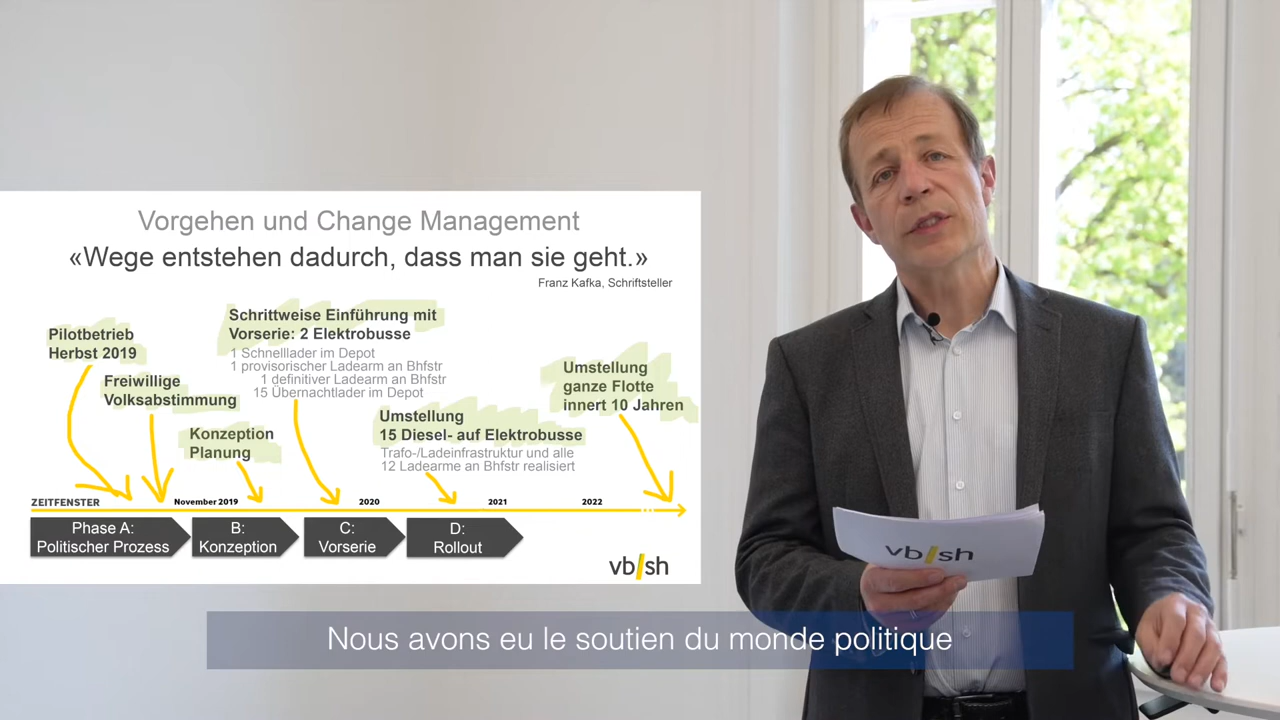 Vorgehen und Change Management
«Wege entstehen dadurch, dass man sie geht.»
Franz Kafka, Schriftsteller
Pilotbetrieb
Herbst 2019
Freiwillige
Volksabstimmung
Konzeption
Planung
Schrittweise Einführung mit
Vorserie: 2 Elektrobusse
1 Schnelllader im Depot
1 provisorischer Ladearm an Bhfstr
1 definitiver Ladearm an Bhfstr
15 Übernachtlader im Depot
Umstellung
15 Diesel- auf Elektrobusse
Trafo-/Ladeinfrastruktur und alle
12 Ladearme an Bhfstr realisiert
Umstellung
ganze Flotte
innert 10 Jahren
ZEITFENSTER November 2019 2020 2021 2022 ...
Phase A:
Politischer Prozess
B:
Konzeption
C:
Vorserie
D:
Rollout
vb/sh
vb/sh
Nous avons eu le soutien du monde politique